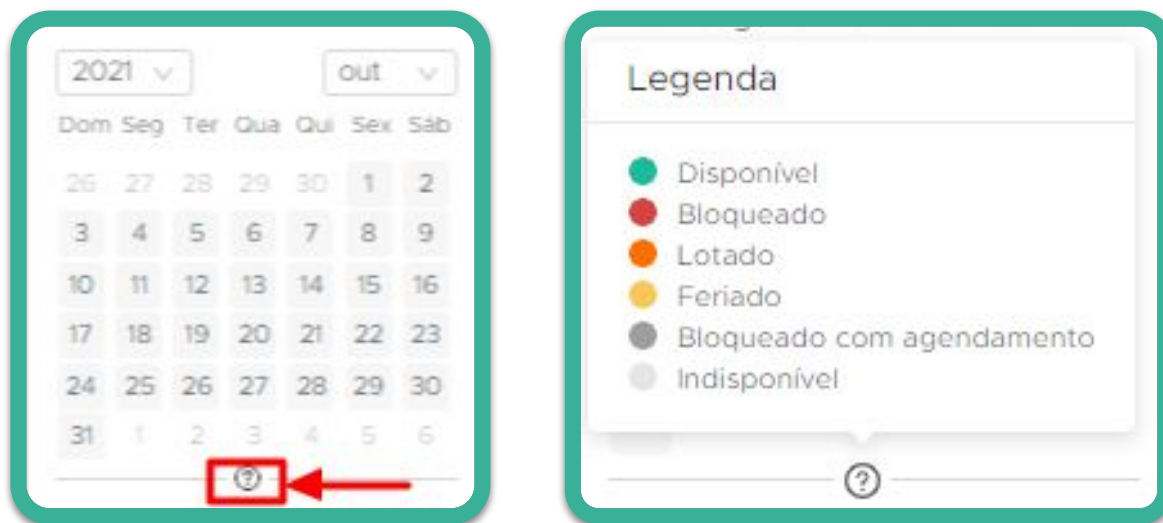 2021 out
Dom Seg Ter Qua Qui Sex Sáb
26 27 28 29 30 1 2
3 4 5 6 7 8 9
10 11 12 13 14 15 16
17 18 19 20 21 22 23
24 25 26 27 28 29 30
31 1 2 3 4 5 6
?
Legenda
Disponível
Bloqueado
Lotado
Feriado
Bloqueado com agendamento
Indisponível
?